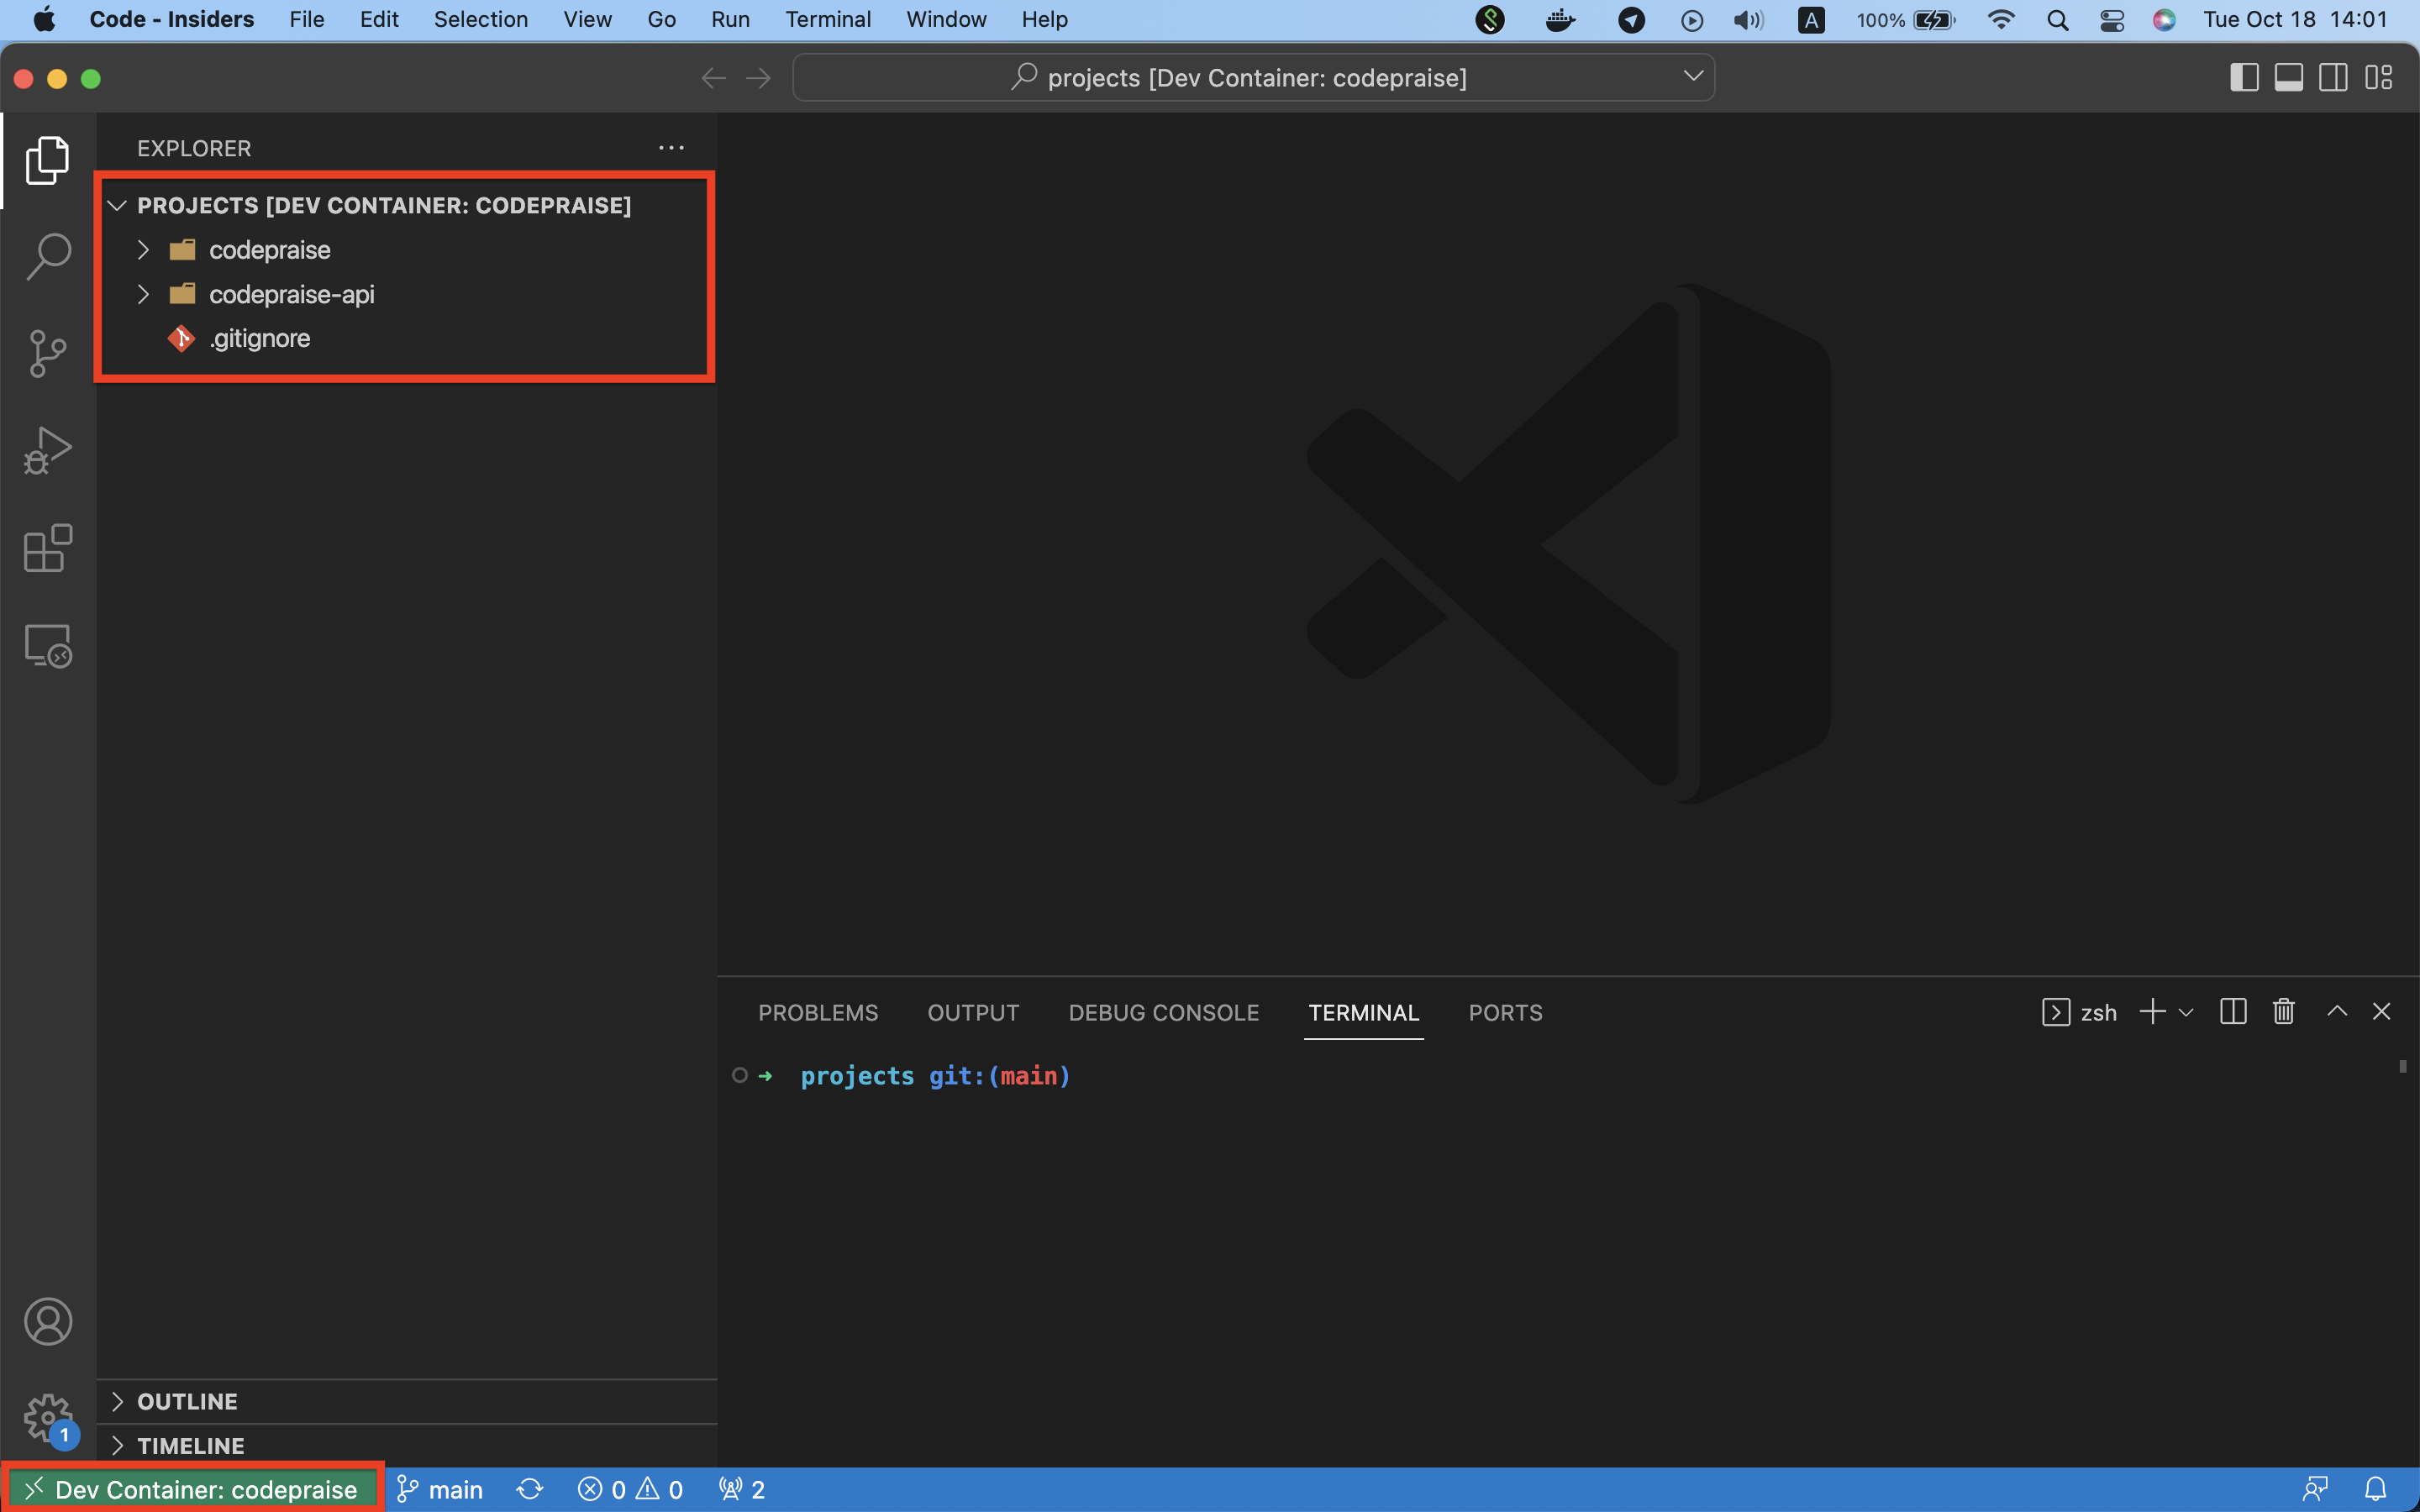 Code - Insiders File Edit Selection View Go Run Terminal Window Help A 100% Tue Oct 18 14:01
projects [Dev Container: codepraise]
EXPLORER
PROJECTS [DEV CONTAINER: CODEPRAISE]
codepraise
codepraise-api
.gitignore
PROBLEMS OUTPUT DEBUG CONSOLE TERMINAL PORTS zsh
projects git:(main)
OUTLINE
1
TIMELINE
Dev Container: codepraise main 0 0 2